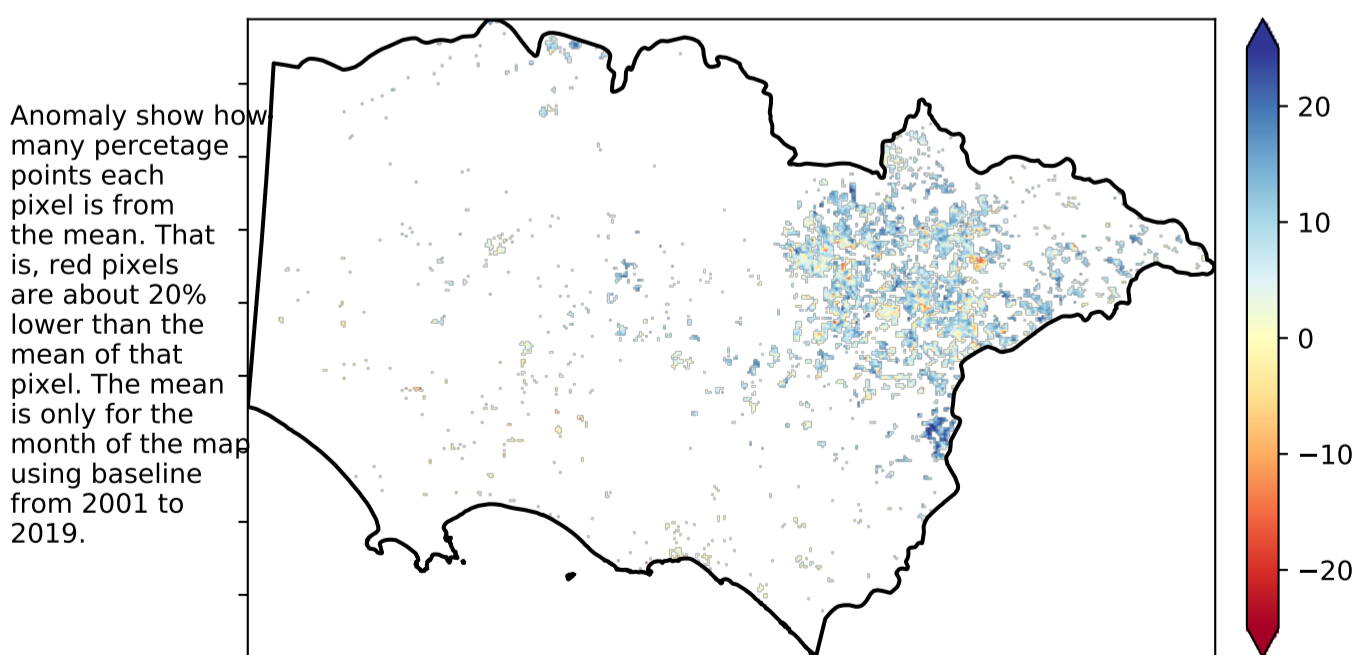 Anomaly show how
many percetage
points each
pixel is from
the mean. That
is, red pixels
are about 20%
lower than the
mean of that
pixel. The mean
is only for the
month of the map
using baseline
from 2001 to
2019.
20
10
0
−10
−20